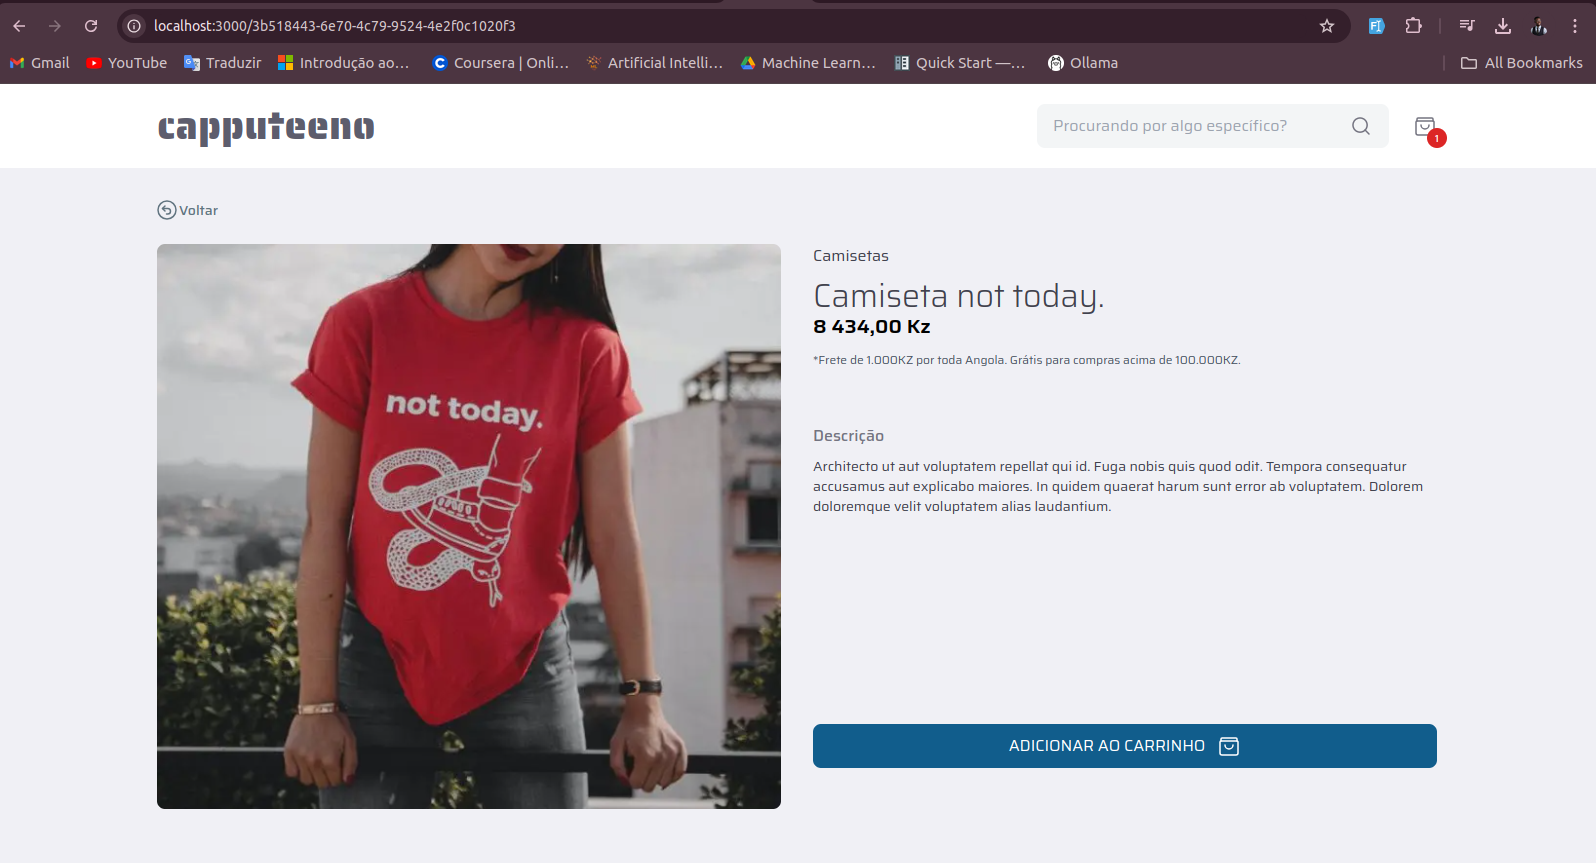 localhost:3000/3b518443-6e70-4c79-9524-4e2f0c1020f3
Gmail
YouTube
Traduzir
Introdução ao...
Coursera | Onli...
Artificial Intelli...
Machine Learn...
Quick Start —...
Ollama
All Bookmarks
capputeeno
Procurando por algo específico?
1
Voltar
not today.
Camisetas
Camiseta not today.
8 434,00 Kz
*Frete de 1.000KZ por toda Angola. Grátis para compras acima de 100.000KZ.
Descrição
Architecto ut aut voluptatem repellat qui id. Fuga nobis quis quod odit. Tempora consequatur
accusamus aut explicabo maiores. In quidem quaerat harum sunt error ab voluptatem. Dolorem
doloremque velit voluptatem alias laudantium.
ADICIONAR AO CARRINHO